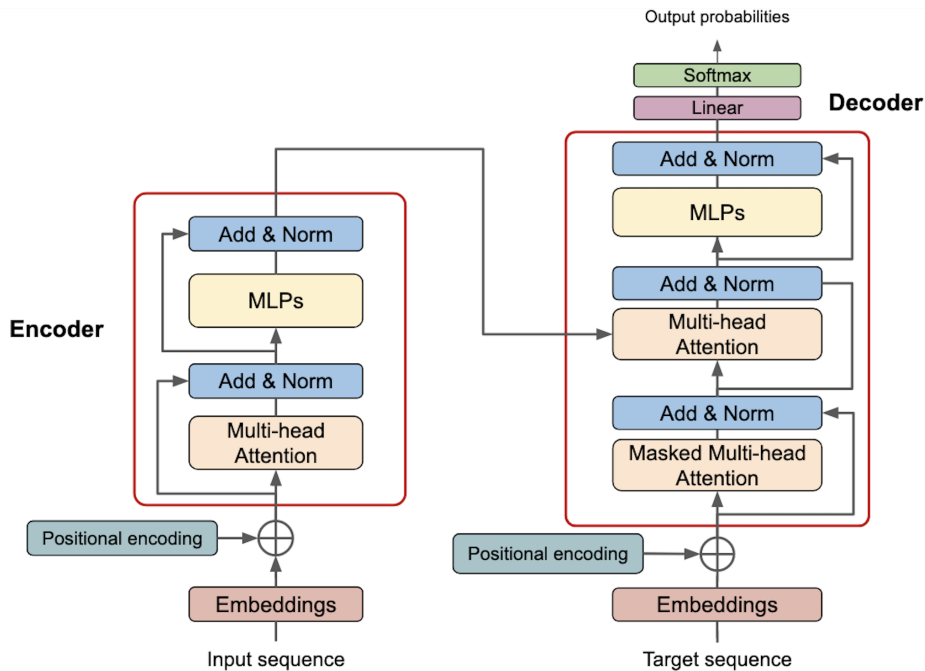 Output probabilities
Softmax
Linear
Decoder
Add & Norm
MLPs
Add & Norm
Multi-head
Attention
Add & Norm
Masked Multi-head
Attention
Positional encoding
Embeddings
Target sequence
Encoder
Add & Norm
MLPs
Add & Norm
Multi-head
Attention
Positional encoding
Embeddings
Input sequence